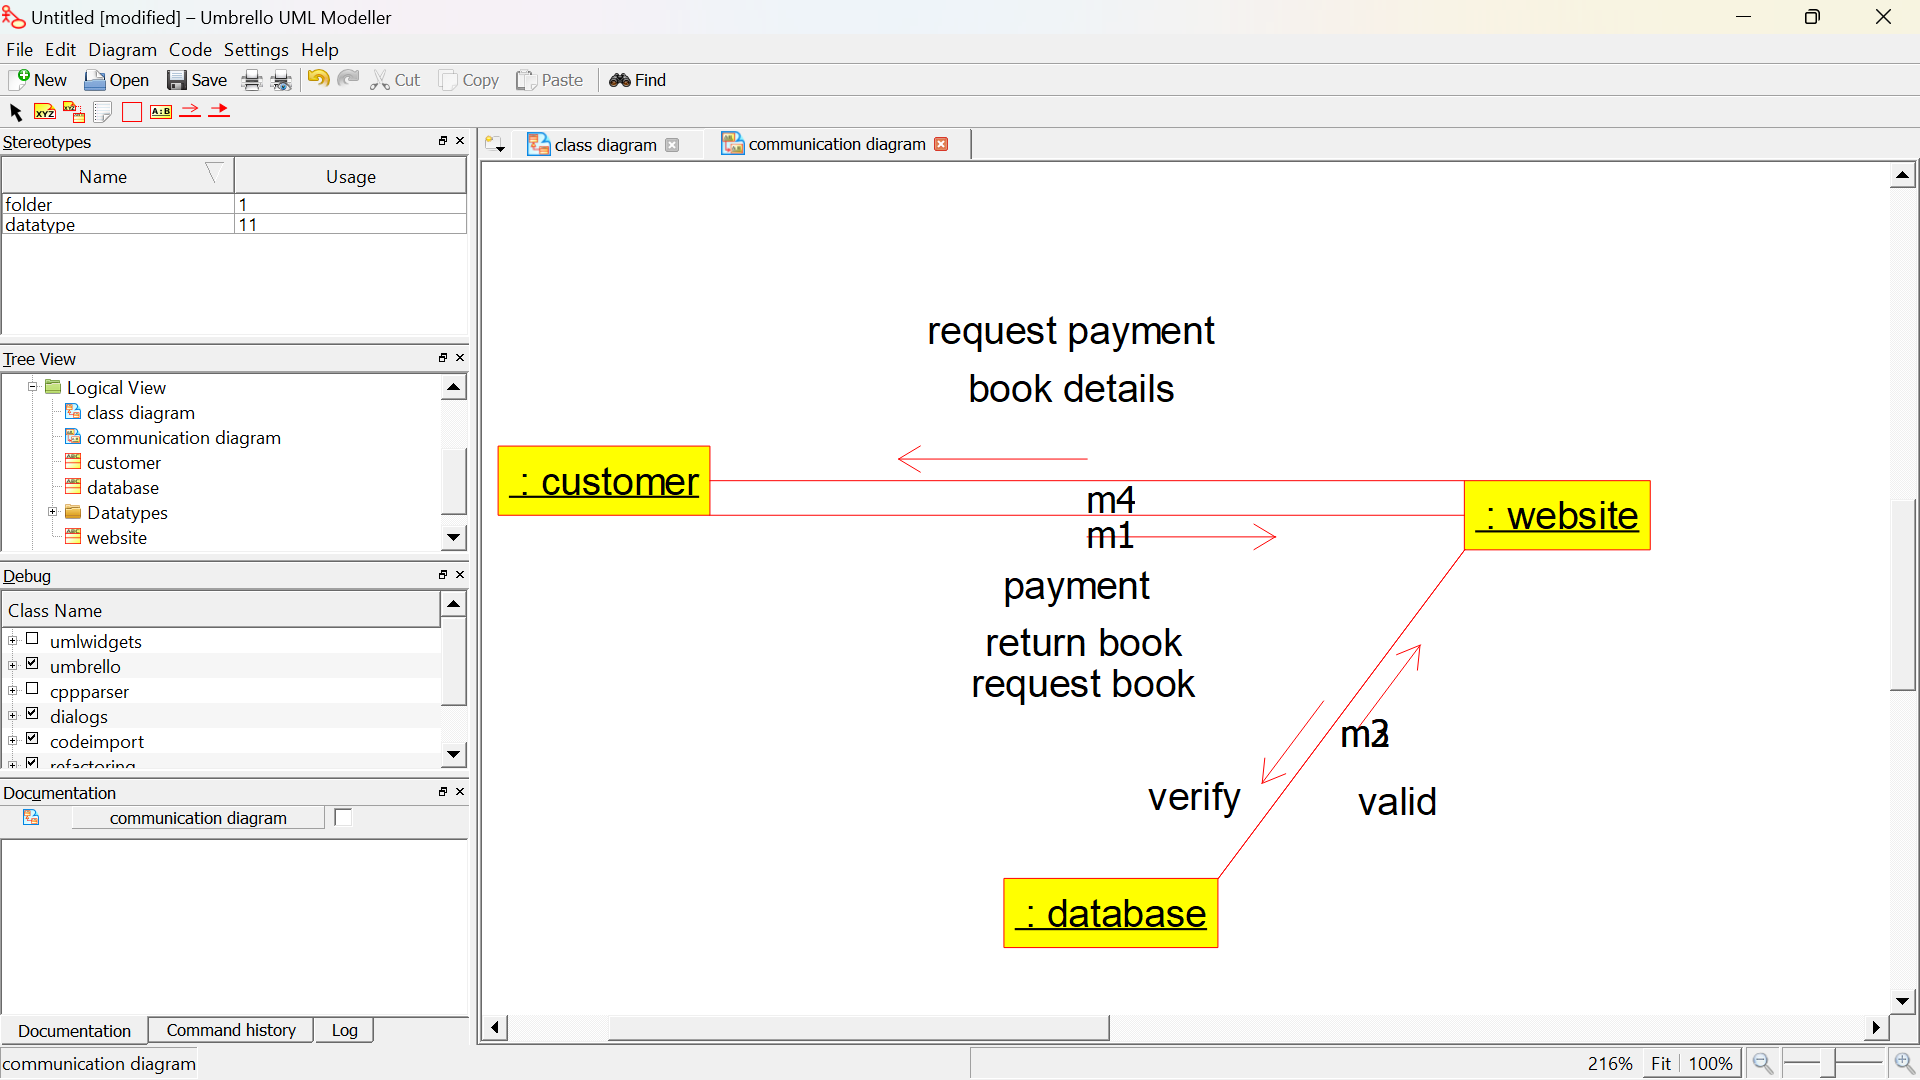 Untitled [modified] – Umbrello UML Modeller
File Edit Diagram Code Settings Help
New Open Save Cut Copy Paste Find
XYZ XYZ A:B
Stereotypes
Name Usage
folder 1
datatype 11
Tree View
Logical View
class diagram
communication diagram
customer
database
Datatypes
website
Debug
Class Name
umlwidgets
umbrello
cppparser
dialogs
codeimport
refactoring
Documentation
communication diagram
Documentation Command history Log
communication diagram
class diagram communication diagram
request payment
book details
: customer
m4
: website
m1
payment
return book
request book
verify
valid
: database
216% Fit 100%